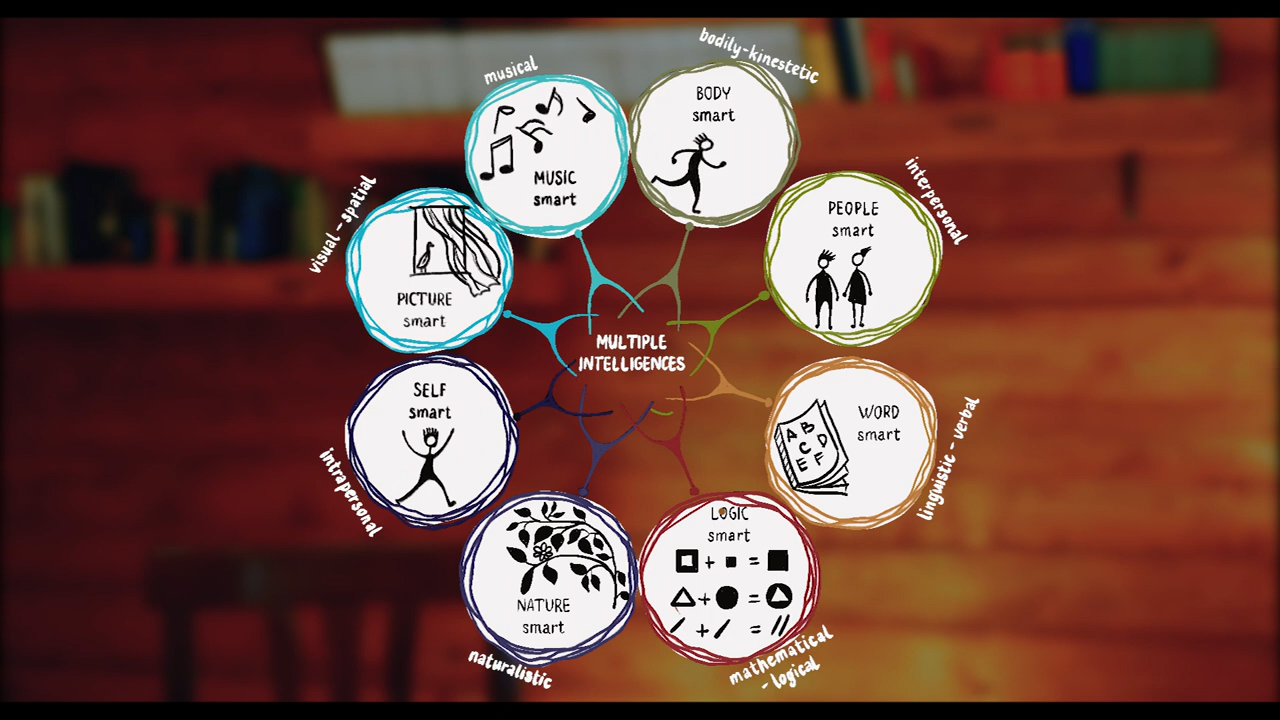 MULTIPLE
INTELLIGENCES
musical
MUSIC
smart
bodily-kinestetic
BODY
smart
interpersonal
PEOPLE
smart
linguistic - verbal
WORD
smart
A B
C D
E F
mathematical
- logical
LOGIC
smart
+ =
+ =
+ =
naturalistic
NATURE
smart
intrapersonal
SELF
smart
visual - spatial
PICTURE
smart